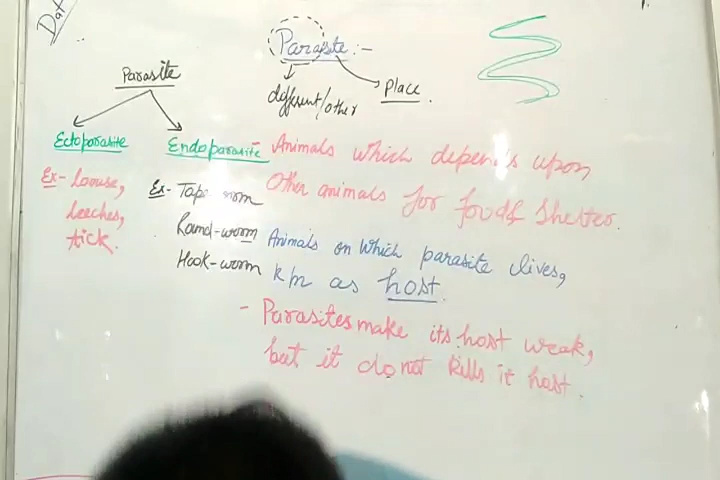 Dat
Parasite :-
different/other
Place.
Parasite
Ectoparasite
Ex- Louse,
leeches,
tick.
Endoparasite
Ex- Tape worm
Round-worm
Hook-worm
- Animals which depends upon
Other animals for food & Shelter.
Animals on which parasite lives,
km as host.
- Parasites make its host weak,
but it do not kills it host.